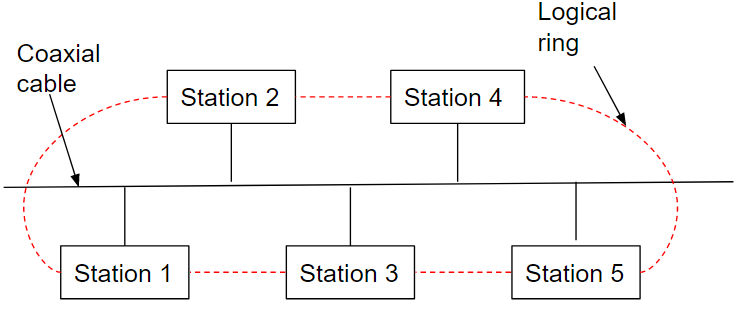 Logical
ring
Coaxial
cable
Station 2
Station 4
Station 1
Station 3
Station 5